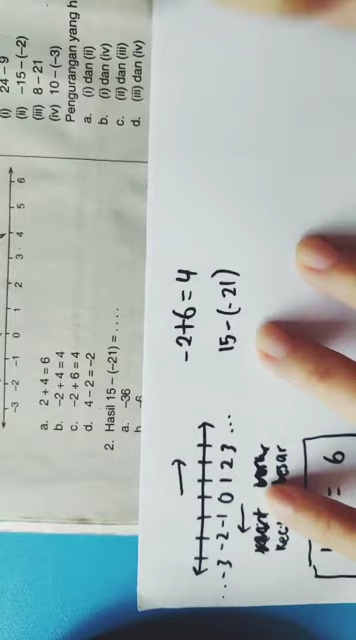 -3 -2 -1 0 1 2 3 4 5 6
a. 2 + 4 = 6
b. -2 + 4 = 4
c. -2 + 6 = 4
d. 4 - 2 = -2
2. Hasil 15 - (-21) = . . . .
a. -36
(i) 24 - 9
(ii) -15 - (-2)
(iii) 8 - 21
(iv) 10 - (-3)
Pengurangan yang
a. (i) dan (ii)
b. (i) dan (iv)
c. (ii) dan (iii)
d. (iii) dan (iv)
... -3 -2 -1 0 1 2 3 ...
-2+6=4
15-(-21)
= 6